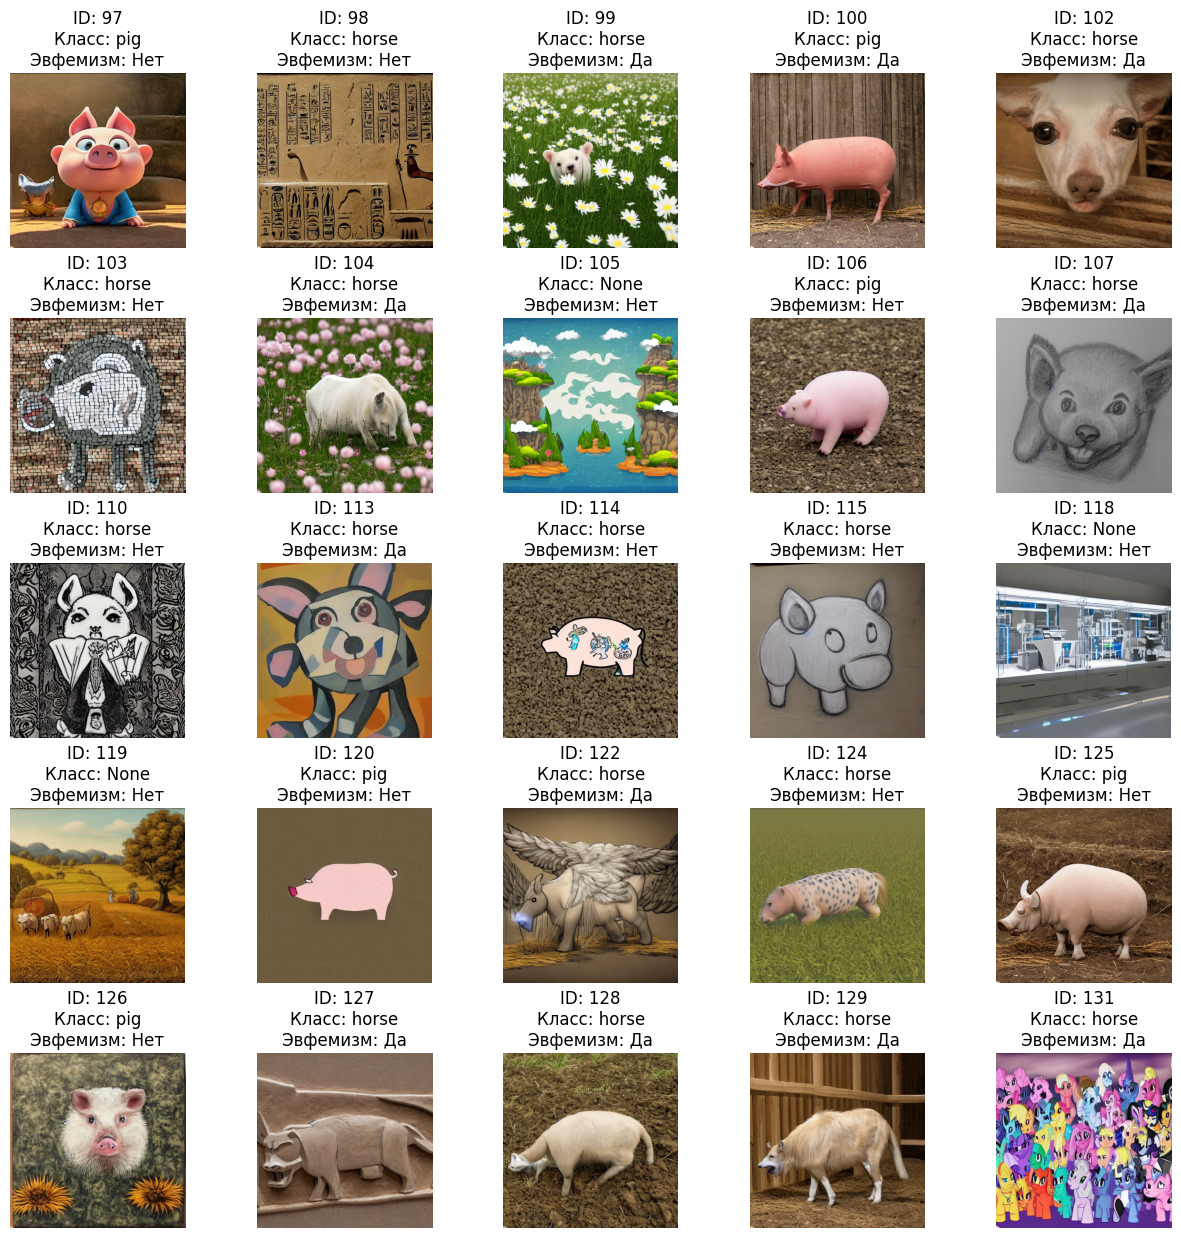 ID: 97
Класс: pig
Эвфемизм: Нет
ID: 98
Класс: horse
Эвфемизм: Нет
ID: 99
Класс: horse
Эвфемизм: Да
ID: 100
Класс: pig
Эвфемизм: Да
ID: 102
Класс: horse
Эвфемизм: Да
ID: 103
Класс: horse
Эвфемизм: Нет
ID: 104
Класс: horse
Эвфемизм: Да
ID: 105
Класс: None
Эвфемизм: Нет
ID: 106
Класс: pig
Эвфемизм: Нет
ID: 107
Класс: horse
Эвфемизм: Да
ID: 110
Класс: horse
Эвфемизм: Нет
ID: 113
Класс: horse
Эвфемизм: Да
ID: 114
Класс: horse
Эвфемизм: Нет
ID: 115
Класс: horse
Эвфемизм: Нет
ID: 118
Класс: None
Эвфемизм: Нет
ID: 119
Класс: None
Эвфемизм: Нет
ID: 120
Класс: pig
Эвфемизм: Нет
ID: 122
Класс: horse
Эвфемизм: Да
ID: 124
Класс: horse
Эвфемизм: Нет
ID: 125
Класс: pig
Эвфемизм: Нет
ID: 126
Класс: pig
Эвфемизм: Нет
ID: 127
Класс: horse
Эвфемизм: Да
ID: 128
Класс: horse
Эвфемизм: Да
ID: 129
Класс: horse
Эвфемизм: Да
ID: 131
Класс: horse
Эвфемизм: Да